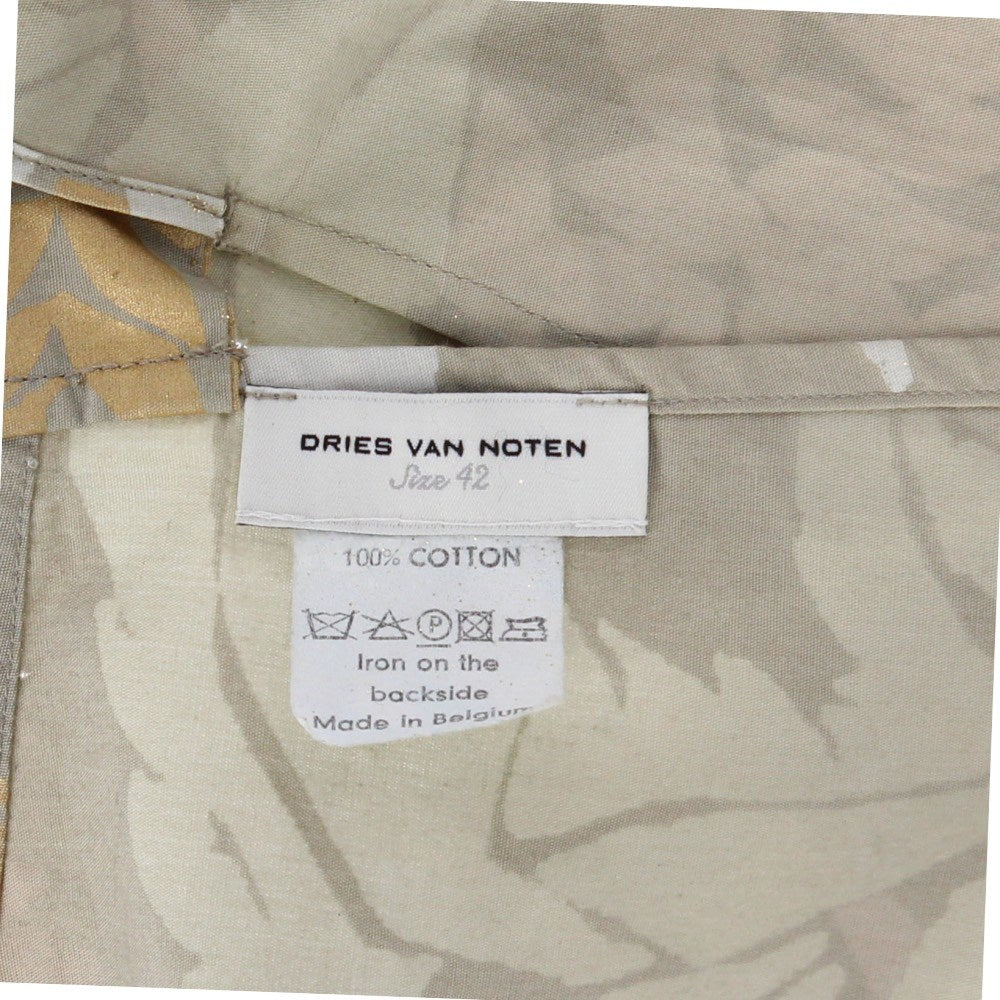 DRIES VAN NOTEN
Size 42
100% COTTON
P
Iron on the
backside
Made in Belgium